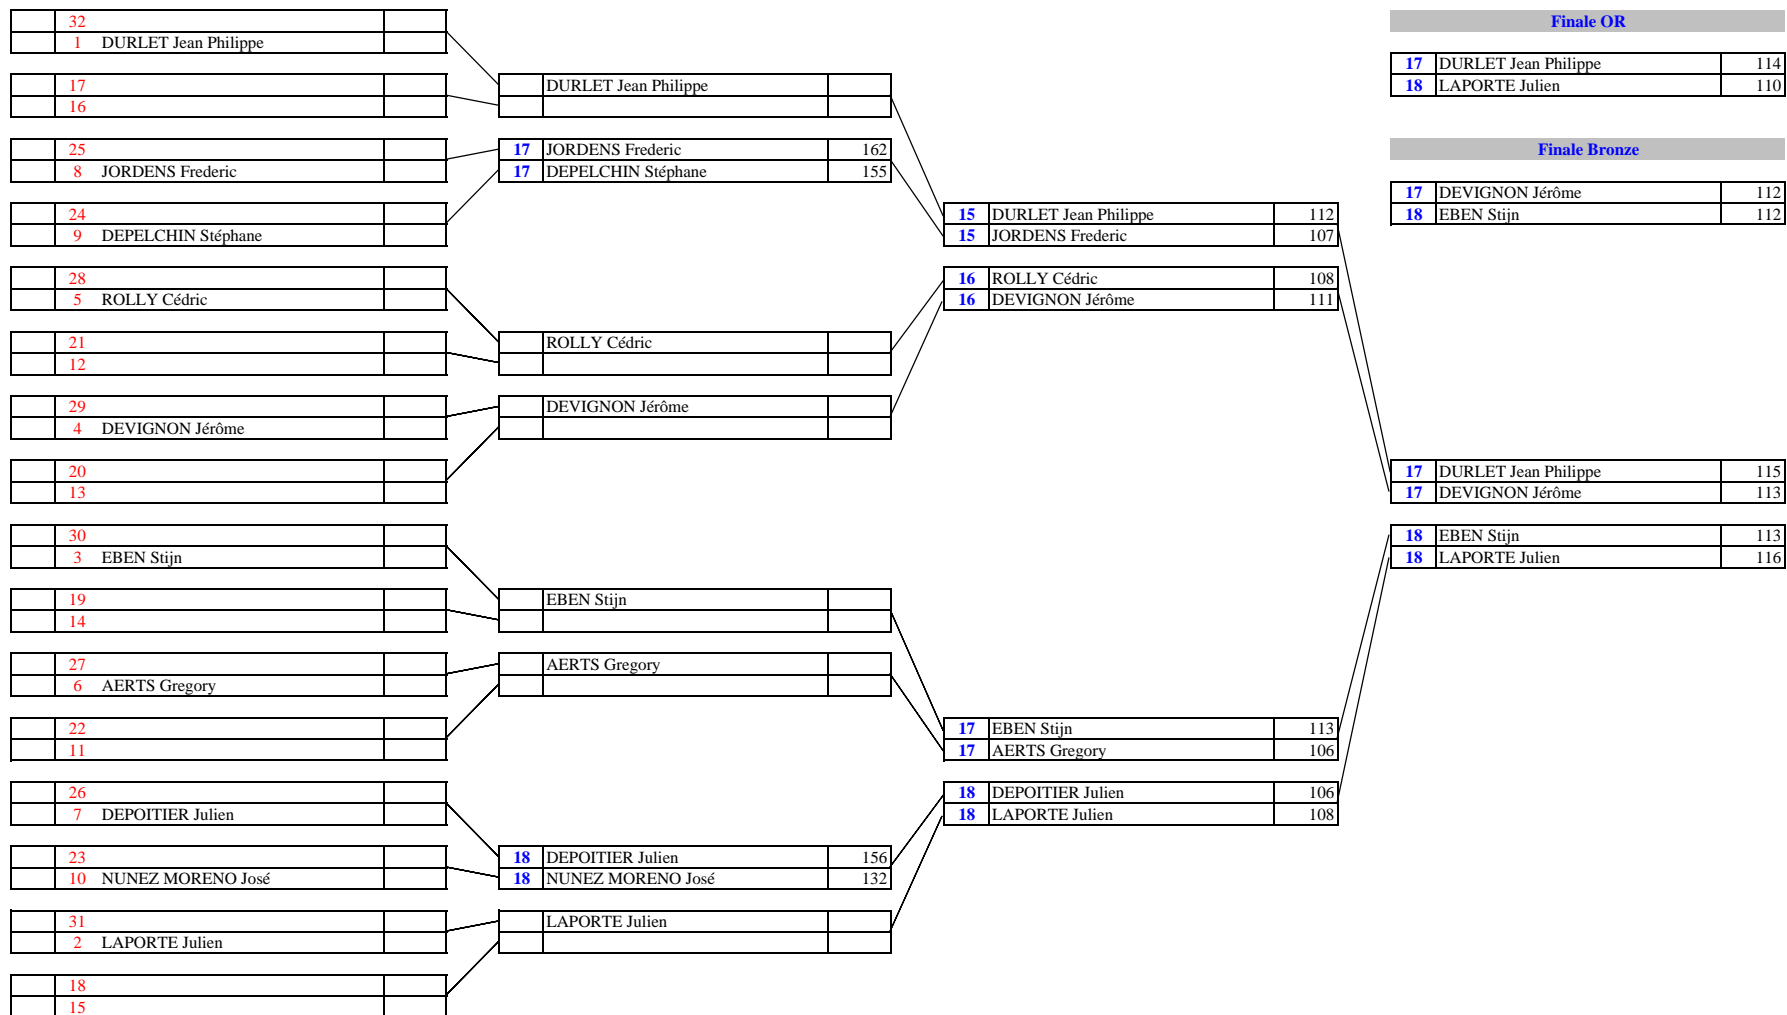 32
1 DURLET Jean Philippe
17
16
25
8 JORDENS Frederic
24
9 DEPELCHIN Stéphane
28
5 ROLLY Cédric
21
12
29
4 DEVIGNON Jérôme
20
13
30
3 EBEN Stijn
19
14
27
6 AERTS Gregory
22
11
26
7 DEPOITIER Julien
23
10 NUNEZ MORENO José
31
2 LAPORTE Julien
18
15
DURLET Jean Philippe
17 JORDENS Frederic 162
17 DEPELCHIN Stéphane 155
ROLLY Cédric
DEVIGNON Jérôme
EBEN Stijn
AERTS Gregory
18 DEPOITIER Julien 156
18 NUNEZ MORENO José 132
LAPORTE Julien
15 DURLET Jean Philippe 112
15 JORDENS Frederic 107
16 ROLLY Cédric 108
16 DEVIGNON Jérôme 111
17 EBEN Stijn 113
17 AERTS Gregory 106
18 DEPOITIER Julien 106
18 LAPORTE Julien 108
Finale OR
17 DURLET Jean Philippe 114
18 LAPORTE Julien 110
Finale Bronze
17 DEVIGNON Jérôme 112
18 EBEN Stijn 112
17 DURLET Jean Philippe 115
17 DEVIGNON Jérôme 113
18 EBEN Stijn 113
18 LAPORTE Julien 116